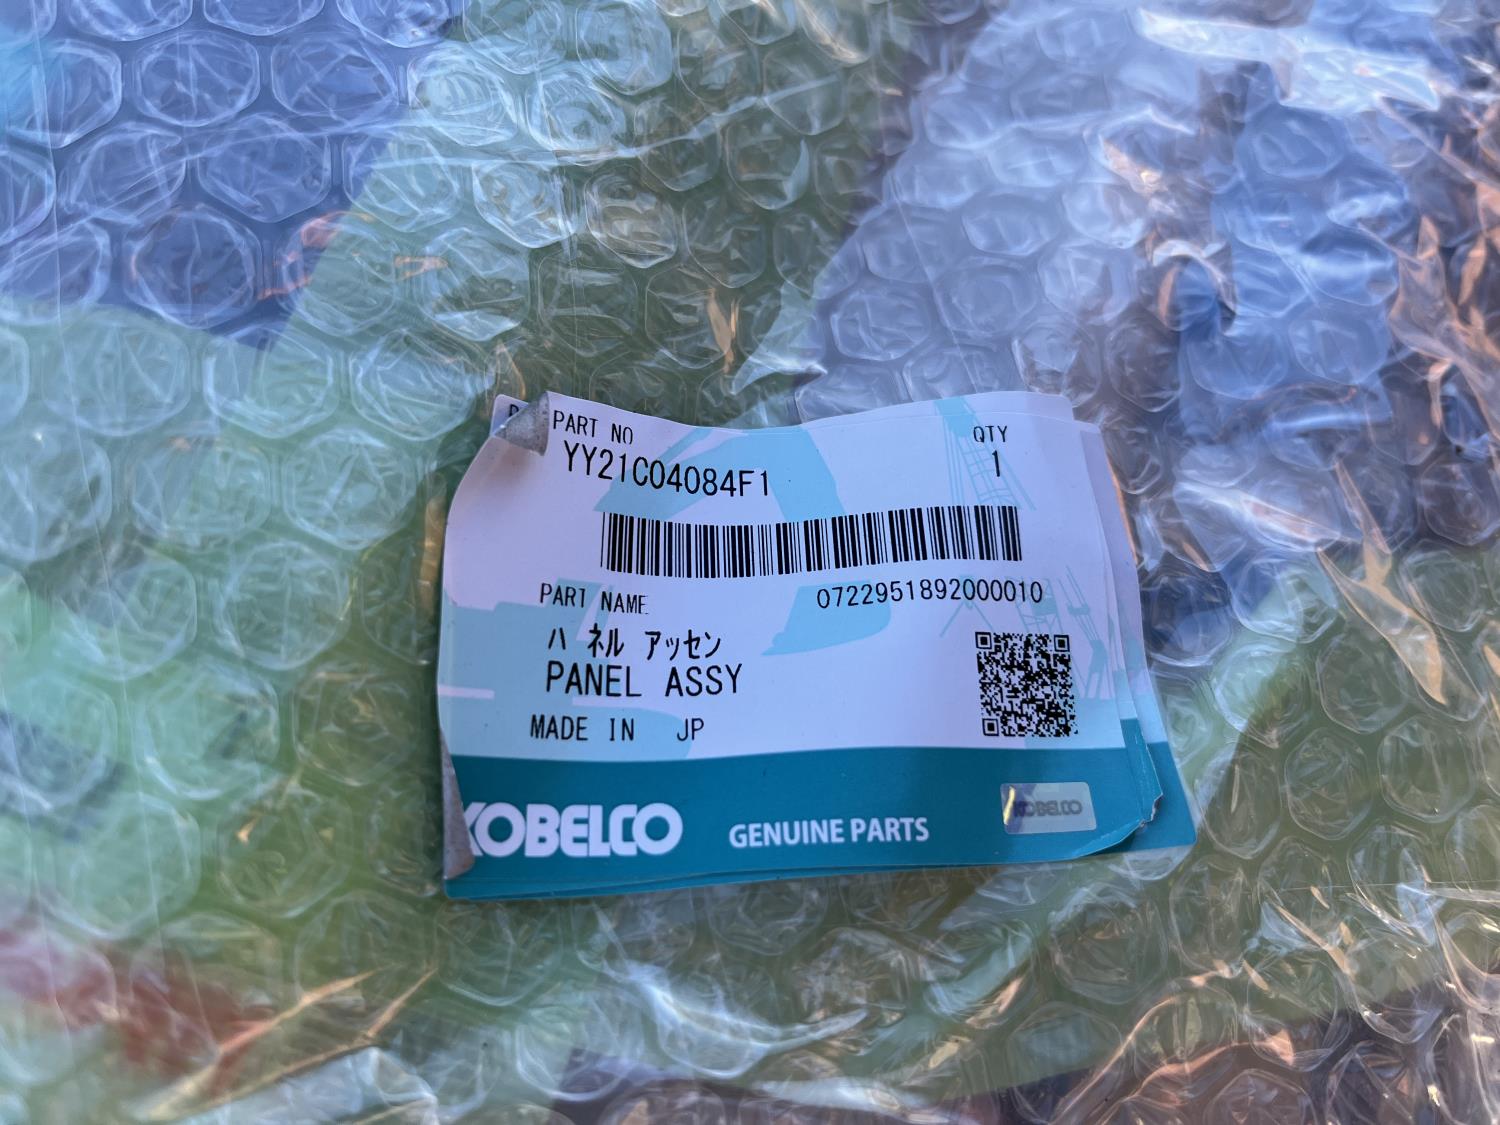 PART NO
QTY
YY21C04084F1
1
PART NAME
0722951892000010
ハ ネル アッセン
PANEL ASSY
MADE IN JP
KOBELCO
GENUINE PARTS
KOBELCO